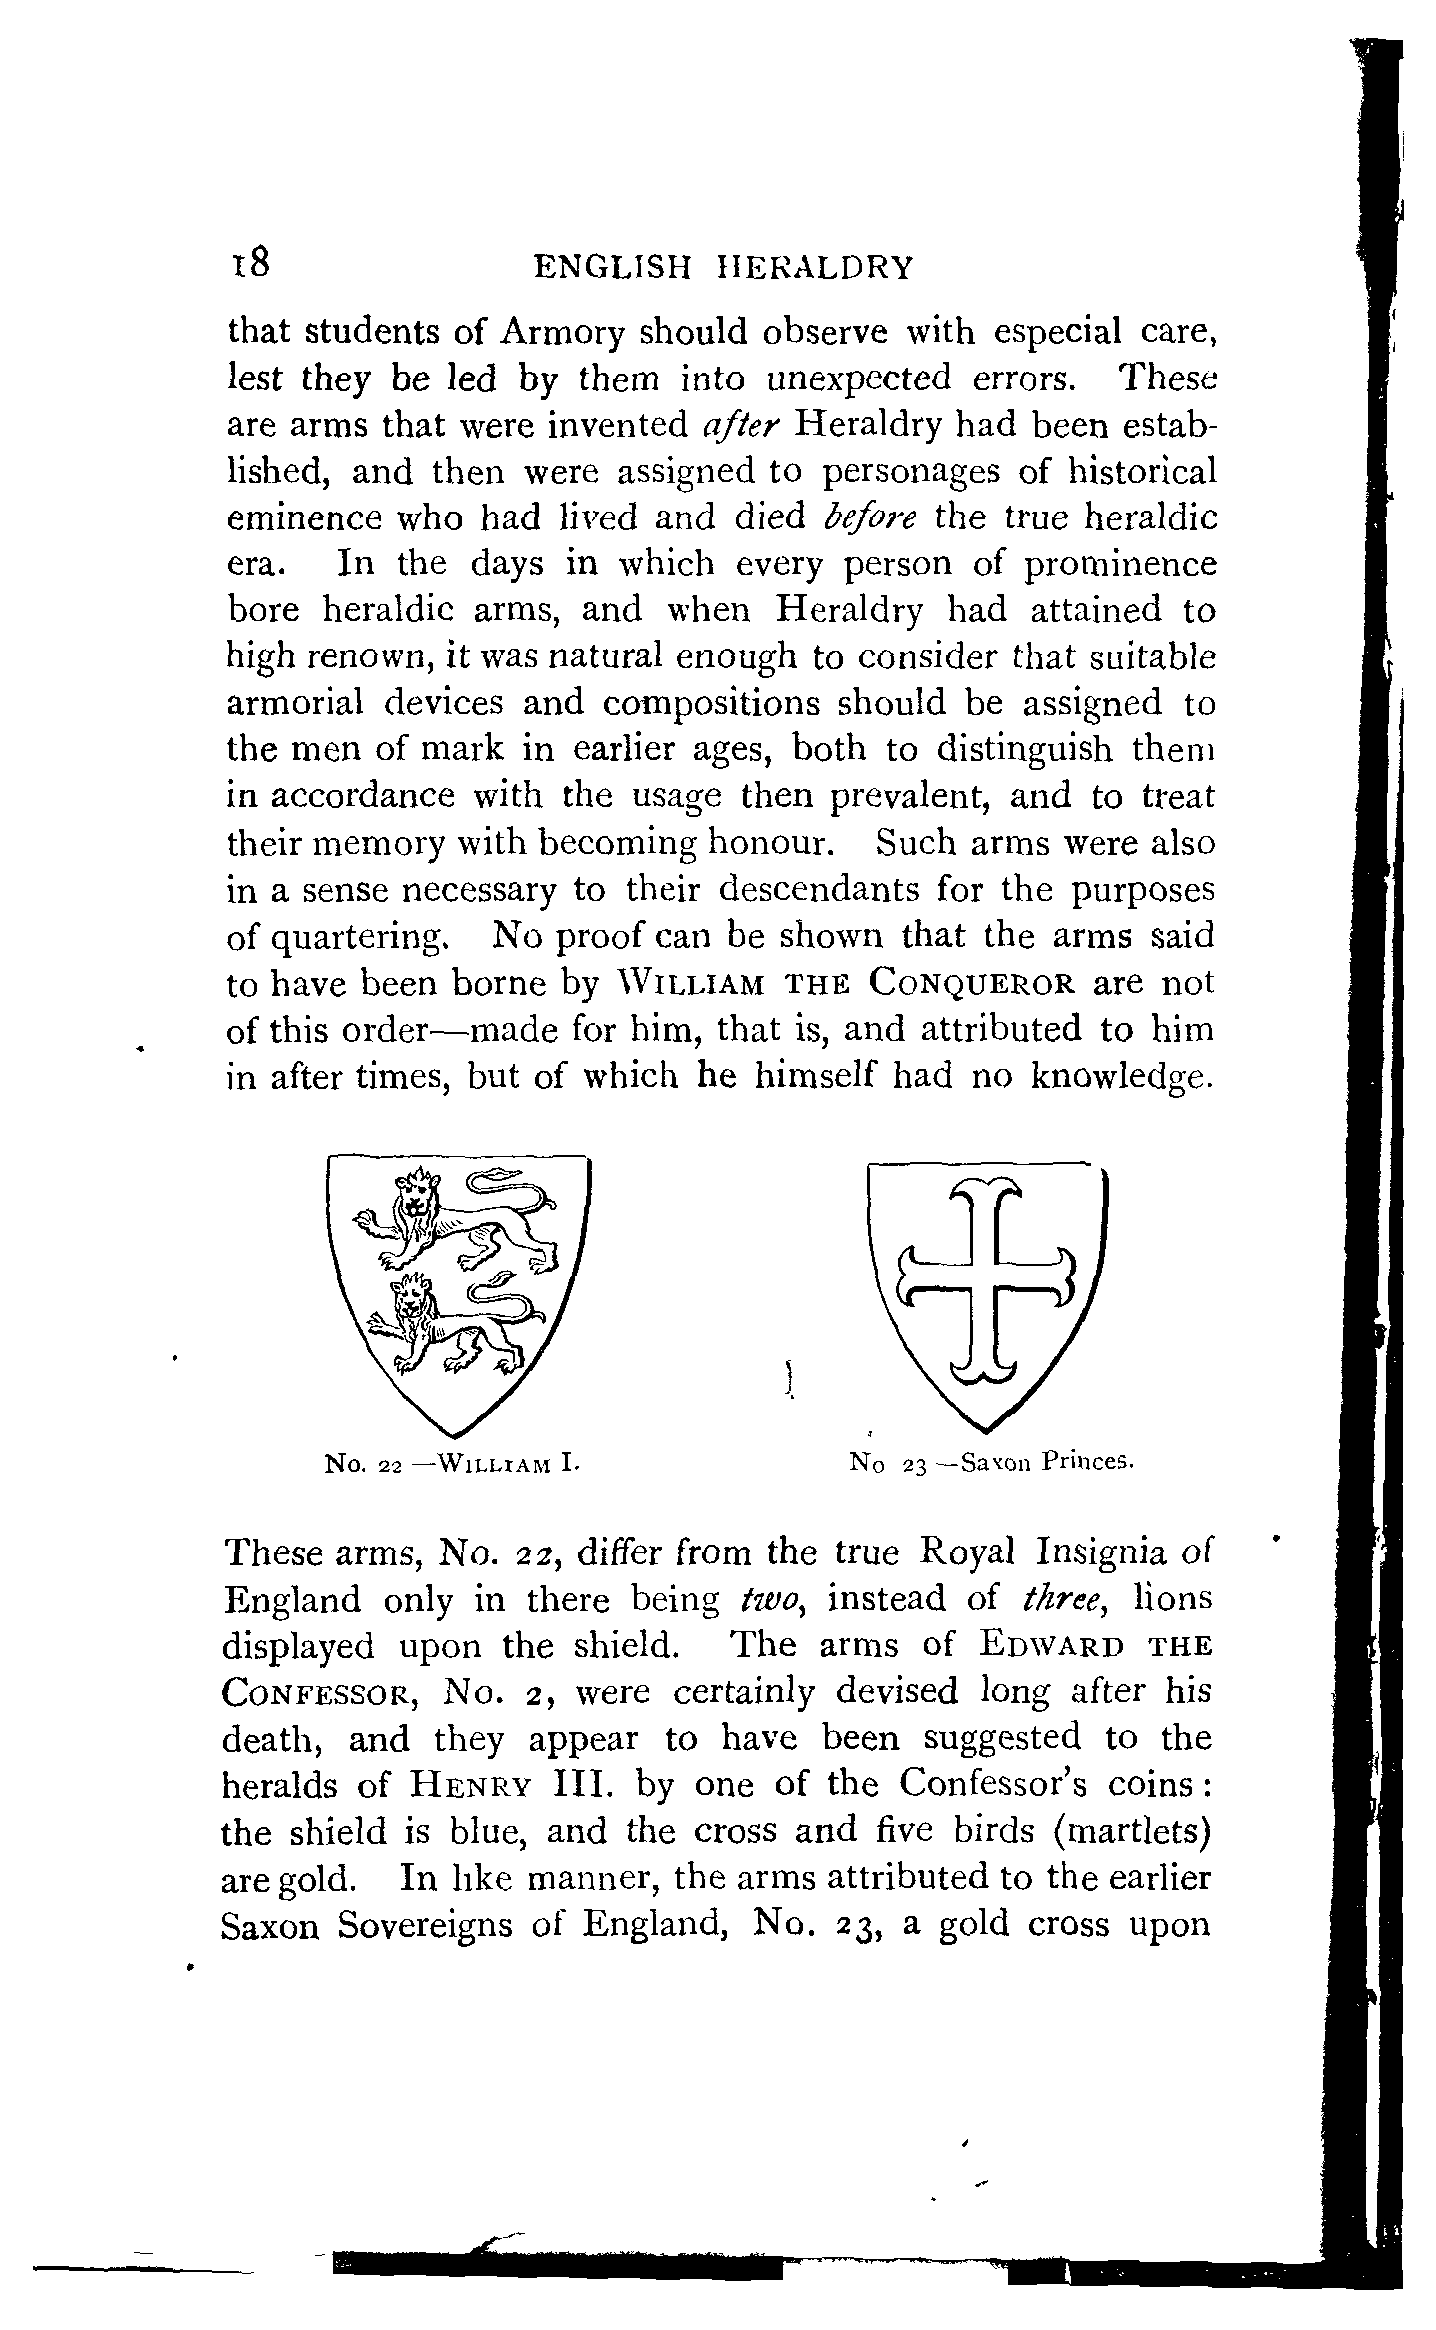 18 ENGLISH HERALDRY
that students of Armory should observe with especial care,
lest they be led by them into unexpected errors. These
are arms that were invented after Heraldry had been estab-
lished, and then were assigned to personages of historical
eminence who had lived and died before the true heraldic
era. In the days in which every person of prominence
bore heraldic arms, and when Heraldry had attained to
high renown, it was natural enough to consider that suitable
armorial devices and compositions should be assigned to
the men of mark in earlier ages, both to distinguish them
in accordance with the usage then prevalent, and to treat
their memory with becoming honour. Such arms were also
in a sense necessary to their descendants for the purposes
of quartering. No proof can be shown that the arms said
to have been borne by WILLIAM THE CONQUEROR are not
of this order—made for him, that is, and attributed to him
in after times, but of which he himself had no knowledge.
No. 22 —WILLIAM I.
No 23 —Saxon Princes.
These arms, No. 22, differ from the true Royal Insignia of
England only in there being two, instead of three, lions
displayed upon the shield. The arms of EDWARD THE
CONFESSOR, No. 2, were certainly devised long after his
death, and they appear to have been suggested to the
heralds of HENRY III. by one of the Confessor's coins:
the shield is blue, and the cross and five birds (martlets)
are gold. In like manner, the arms attributed to the earlier
Saxon Sovereigns of England, No. 23, a gold cross upon